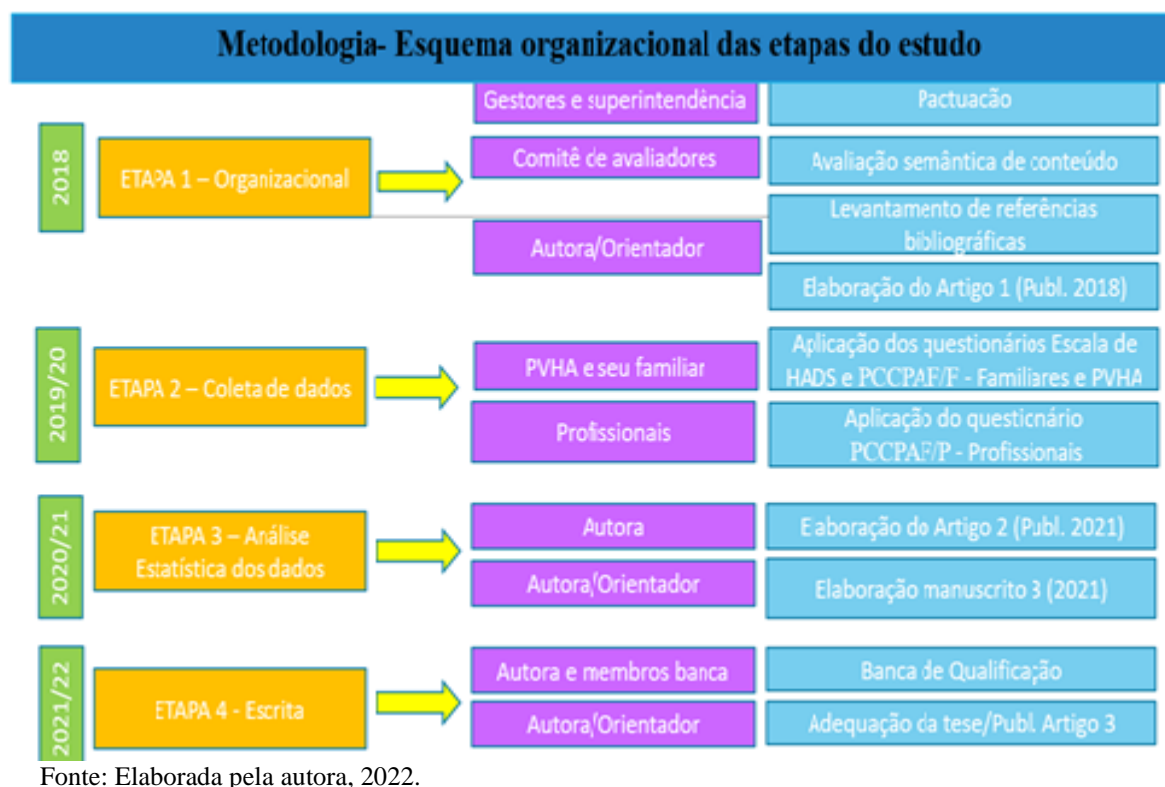 Metodologia- Esquema organizacional das etapas do estudo
Gestores e superintendência
Pactuacão
2018
ETAPA 1 – Organizacional
Comitê de avaliadores
Avaliação semântica de conteúdo
Autora/Orientador
Levantamento de referências
bibliográficas
Elaboração do Artigo 1 (Publ. 2018)
2019/20
ETAPA 2 – Coleta de dados
PVHA e seu familiar
Aplicação dos questionários Escala de
HADS e PCCPAF/F - Familiares e PVHA
Profissionais
Aplicação do questicnário
PCCPAF/P - Profissionais
2020/21
ETAPA 3 – Análise
Estatística dos dados
Autora
Elaboração do Artigo 2 (Publ. 2021)
Autora/Orientador
Elaboração manuscrito 3 (2021)
2021/22
ETAPA 4 - Escrita
Autora e membros banca
Banca de Qualificação
Autora/Orientador
Adequação da tese/Publ. Artigo 3
Fonte: Elaborada pela autora, 2022.